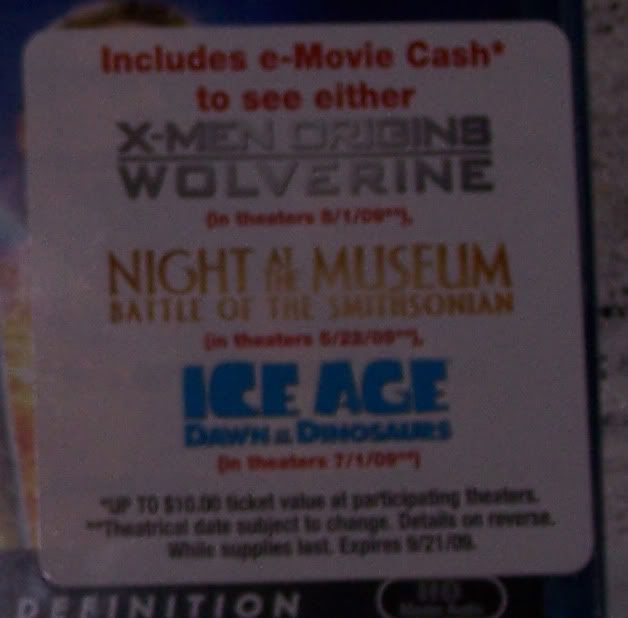 Includes e-Movie Cash*
to see either
X-MEN ORIGINS
WOLVERINE
(in theaters 5/1/09**),
NIGHT AT THE MUSEUM
BATTLE OF THE SMITHSONIAN
(in theaters 5/22/09**),
ICE AGE
DAWN OF THE DINOSAURS
(in theaters 7/1/09**)
*UP TO $10.00 ticket value at participating theaters.
**Theatrical date subject to change. Details on reverse.
While supplies last. Expires 9/21/09.
DEFINITION